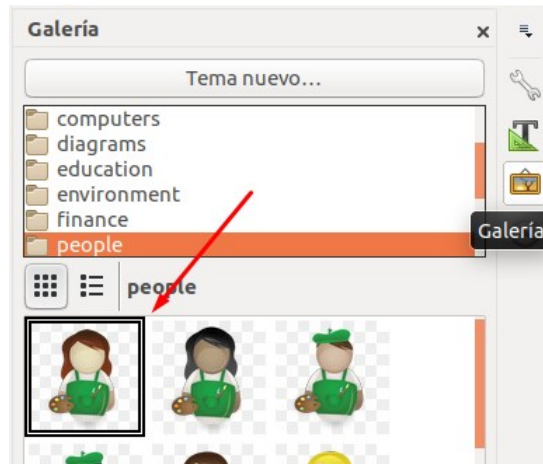 Galería
Tema nuevo...
computers
diagrams
education
environment
finance
people
Galería
people